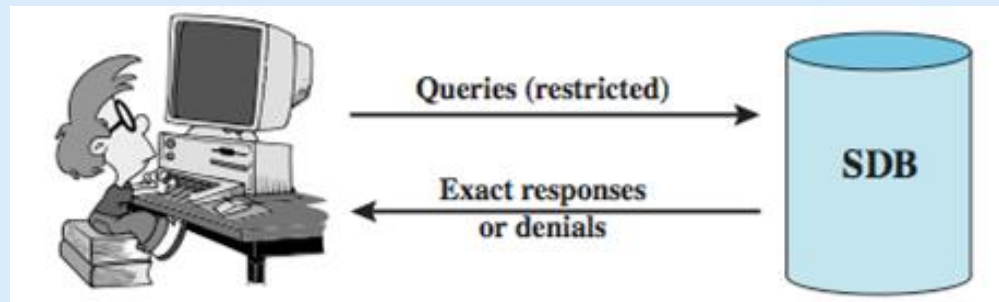 Queries (restricted)
Exact responses
or denials
SDB